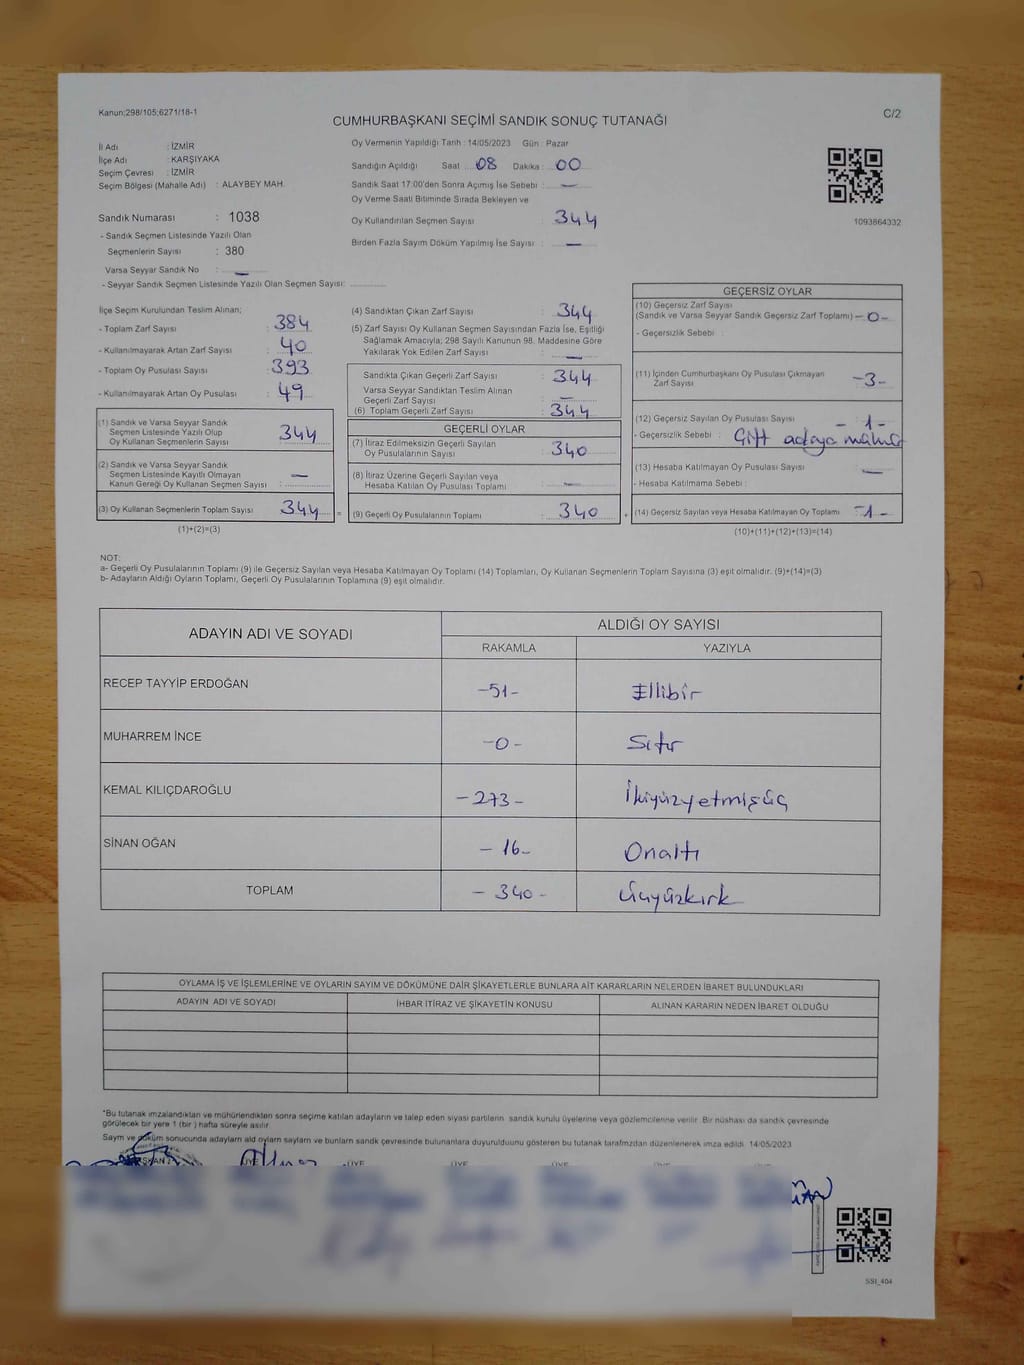 Kanun;298/105;6271/18-1
C/2
CUMHURBAŞKANI SEÇİMİ SANDIK SONUÇ TUTANAĞI
İl Adı : İZMİR
İlçe Adı : KARŞIYAKA
Seçim Çevresi : İZMİR
Seçim Bölgesi (Mahalle Adı) : ALAYBEY MAH.
Sandık Numarası : 1038
- Sandık Seçmen Listesinde Yazılı Olan
Seçmenlerin Sayısı : 380
Varsa Seyyar Sandık No : —
- Seyyar Sandık Seçmen Listesinde Yazılı Olan Seçmen Sayısı:
Oy Vermenin Yapıldığı Tarih : 14/05/2023 Gün : Pazar
Sandığın Açıldığı Saat 08 Dakika : 00
Sandık Saat 17:00'den Sonra Açımış İse Sebebi : —
Oy Verme Saati Bitiminde Sırada Bekleyen ve
Oy Kullandırılan Seçmen Sayısı : 344
Birden Fazla Sayım Döküm Yapılmış İse Sayısı : —
1093864332
İlçe Seçim Kurulundan Teslim Alınan;
- Toplam Zarf Sayısı : 384
- Kullanılmayarak Artan Zarf Sayısı : 40
- Toplam Oy Pusulası Sayısı : 393
- Kullanılmayarak Artan Oy Pusulası : 49
(1) Sandık ve Varsa Seyyar Sandık
Seçmen Listesinde Yazılı Olup
Oy Kullanan Seçmenlerin Sayısı : 344
(2) Sandık ve Varsa Seyyar Sandık
Seçmen Listesinde Kayıtlı Olmayan
Kanun Gereği Oy Kullanan Seçmen Sayısı : —
(3) Oy Kullanan Seçmenlerin Toplam Sayısı : 344 =
(1)+(2)=(3)
(4) Sandıktan Çıkan Zarf Sayısı : 344
(5) Zarf Sayısı Oy Kullanan Seçmen Sayısından Fazla İse, Eşitliği
Sağlamak Amacıyla; 298 Sayılı Kanunun 98. Maddesine Göre
Yakılarak Yok Edilen Zarf Sayısı : —
Sandıkta Çıkan Geçerli Zarf Sayısı : 344
Varsa Seyyar Sandıktan Teslim Alınan
Geçerli Zarf Sayısı : —
(6) Toplam Geçerli Zarf Sayısı : 344
GEÇERLİ OYLAR
(7) İtiraz Edilmeksizin Geçerli Sayılan
Oy Pusulalarının Sayısı : 340
(8) İtiraz Üzerine Geçerli Sayılan veya
Hesaba Katılan Oy Pusulası Toplamı : —
(9) Geçerli Oy Pusulalarının Toplamı : 340 +
GEÇERSİZ OYLAR
(10) Geçersiz Zarf Sayısı
(Sandık ve Varsa Seyyar Sandık Geçersiz Zarf Toplamı) -0-
- Geçersizlik Sebebi :
(11) İçinden Cumhurbaşkanı Oy Pusulası Çıkmayan
Zarf Sayısı -3-
(12) Geçersiz Sayılan Oy Pusulası Sayısı -1-
- Geçersizlik Sebebi : Çift adaya mühür
(13) Hesaba Katılmayan Oy Pusulası Sayısı —
- Hesaba Katılmama Sebebi :
(14) Geçersiz Sayılan veya Hesaba Katılmayan Oy Toplamı -1-
(10)+(11)+(12)+(13)=(14)
NOT:
a- Geçerli Oy Pusulalarının Toplamı (9) ile Geçersiz Sayılan veya Hesaba Katılmayan Oy Toplamı (14) Toplamları, Oy Kullanan Seçmenlerin Toplam Sayısına (3) eşit olmalıdır. (9)+(14)=(3)
b- Adayların Aldığı Oyların Toplamı, Geçerli Oy Pusulalarının Toplamına (9) eşit olmalıdır.
ADAYIN ADI VE SOYADI
ALDIĞI OY SAYISI
RAKAMLA YAZIYLA
RECEP TAYYİP ERDOĞAN -51- Ellibir
MUHARREM İNCE -0- Sıfır
KEMAL KILIÇDAROĞLU -273- İkiyüzyetmişüç
SİNAN OĞAN -16- Onaltı
TOPLAM -340- Üçyüzkırk
OYLAMA İŞ VE İŞLEMLERİNE VE OYLARIN SAYIM VE DÖKÜMÜNE DAİR ŞİKAYETLERLE BUNLARA AİT KARARLARIN NELERDEN İBARET BULUNDUKLARI
ADAYIN ADI VE SOYADI İHBAR İTİRAZ VE ŞİKAYETİN KONUSU ALINAN KARARIN NEDEN İBARET OLDUĞU
*Bu tutanak imzalandıktan ve mühürlendikten sonra seçime katılan adayların ve talep eden siyasi partilerin sandık kurulu üyelerine veya gözlemcilerine verilir. Bir nüshası da sandık çevresinde
görülecek bir yere 1 (bir) hafta süreyle asılır.
Sayım ve döküm sonucunda adayların ald oyların sayların ve bunların sandk çevresinde bulunanlara duyurulduunu gösteren bu tutanak tarafmzdan düzenlenerek imza edildi. 14/05/2023
ÜYE ÜYE ÜYE ÜYE
SSI_404